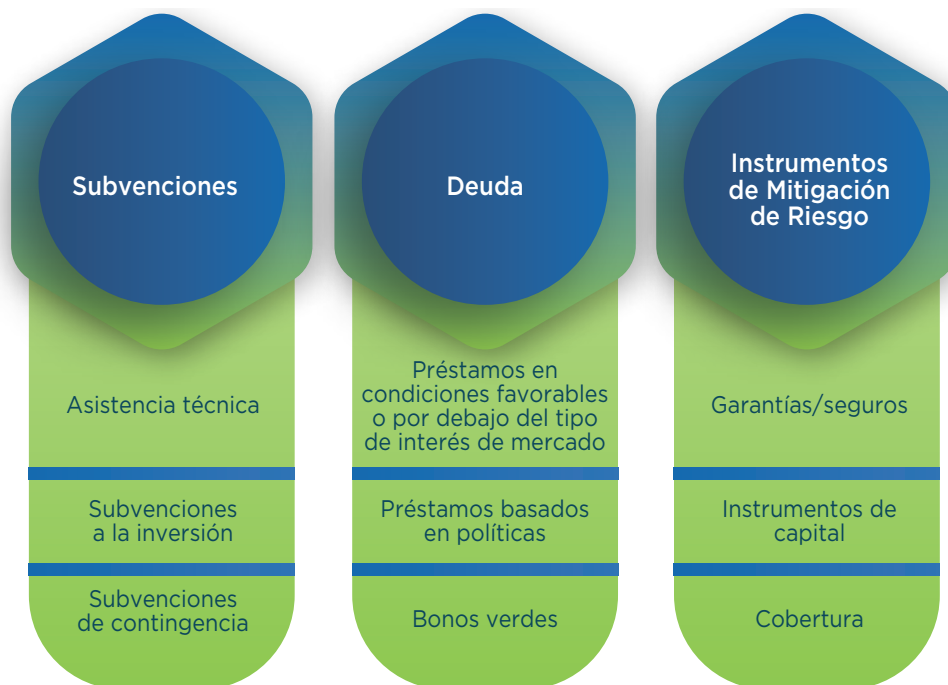 Subvenciones
Asistencia técnica
Subvenciones
a la inversión
Subvenciones
de contingencia
Deuda
Préstamos en
condiciones favorables
o por debajo del tipo
de interés de mercado
Préstamos basados
en políticas
Bonos verdes
Instrumentos
de Mitigación
de Riesgo
Garantías/seguros
Instrumentos de
capital
Cobertura